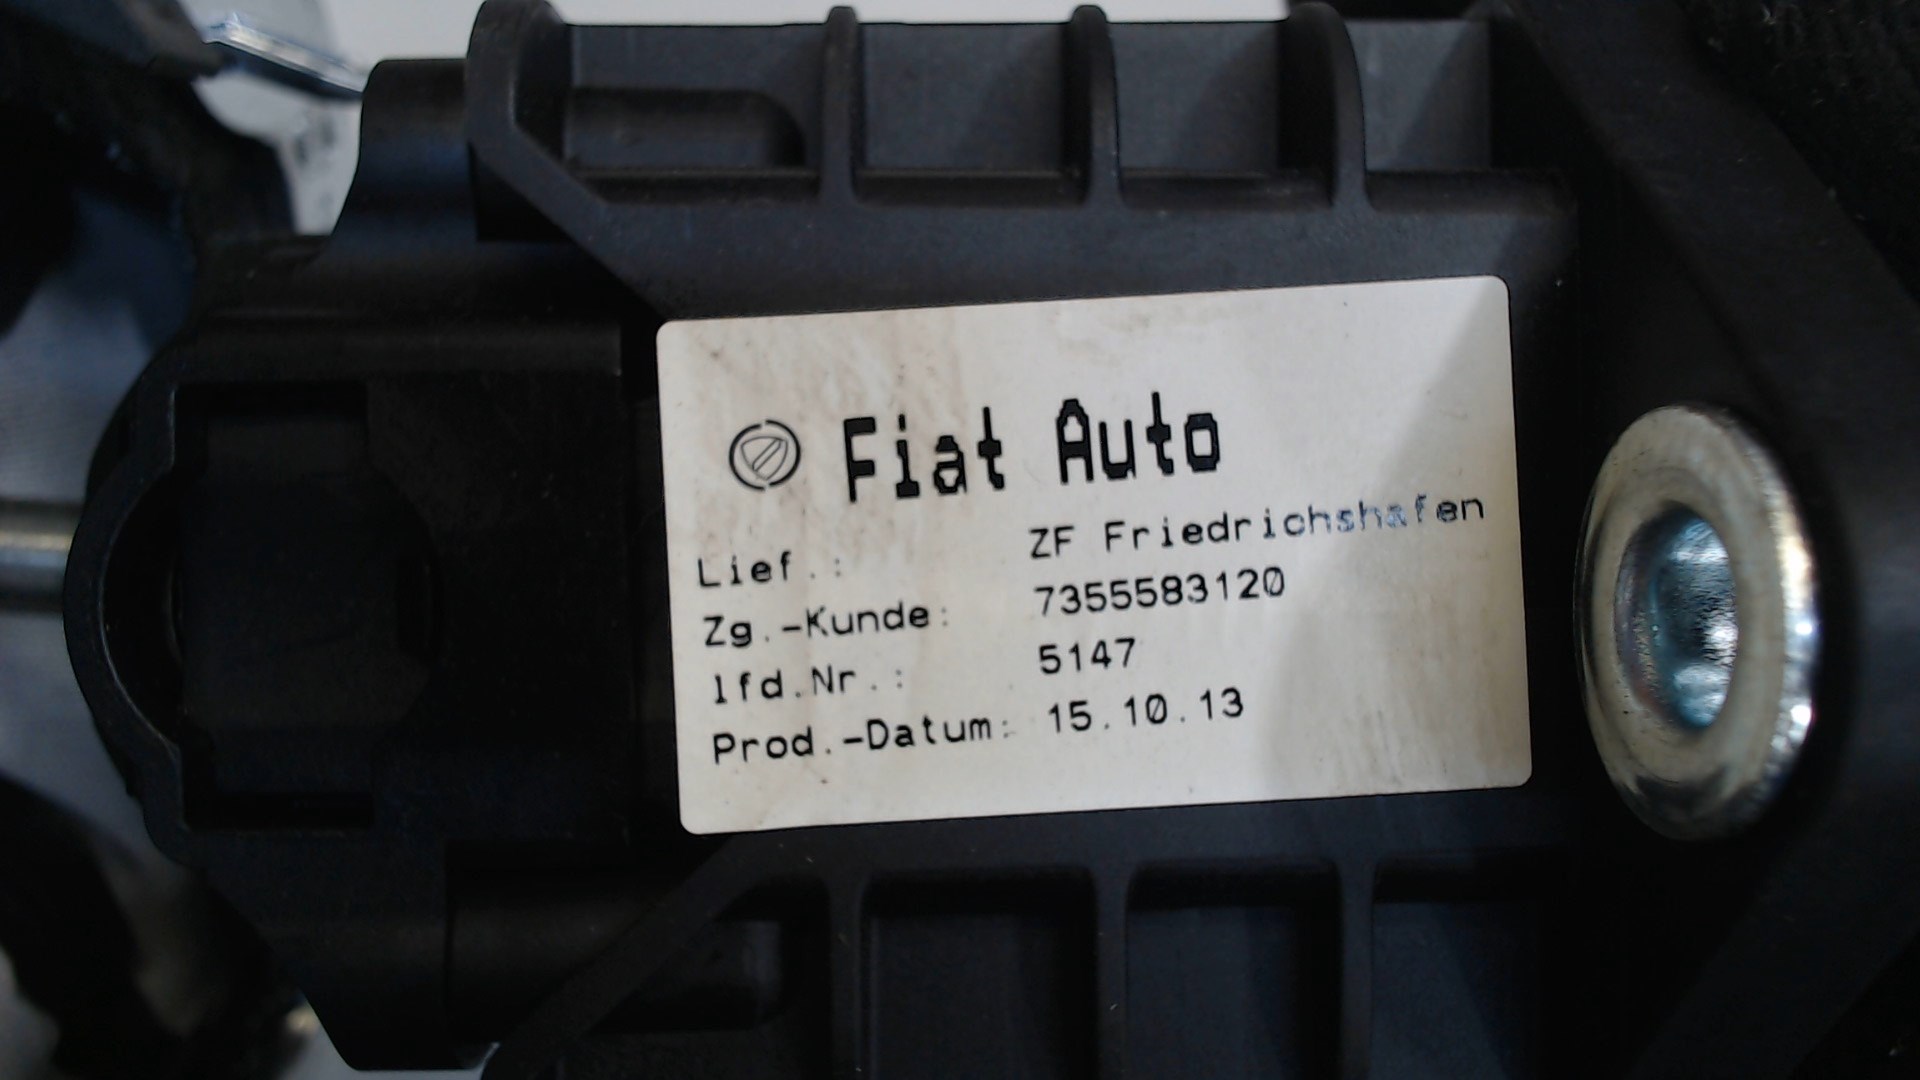 Fiat Auto
Lief.: ZF Friedrichshafen
Zg.-Kunde: 7355583120
lfd.Nr.: 5147
Prod.-Datum: 15.10.13